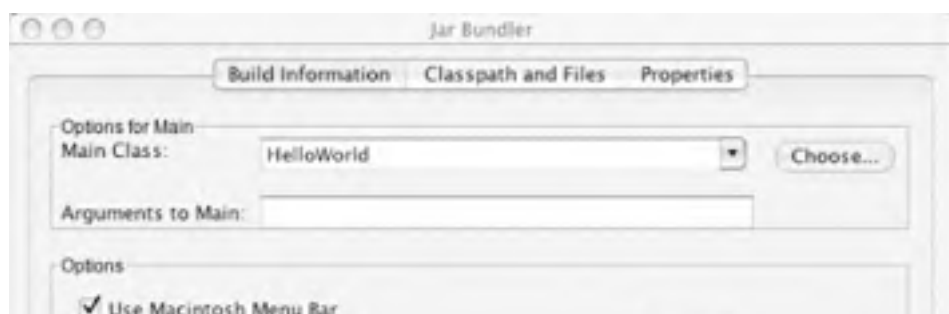 Jar Bundler
Build Information Classpath and Files Properties
Options for Main
Main Class: HelloWorld Choose...
Arguments to Main:
Options
Use Macintosh Menu Bar